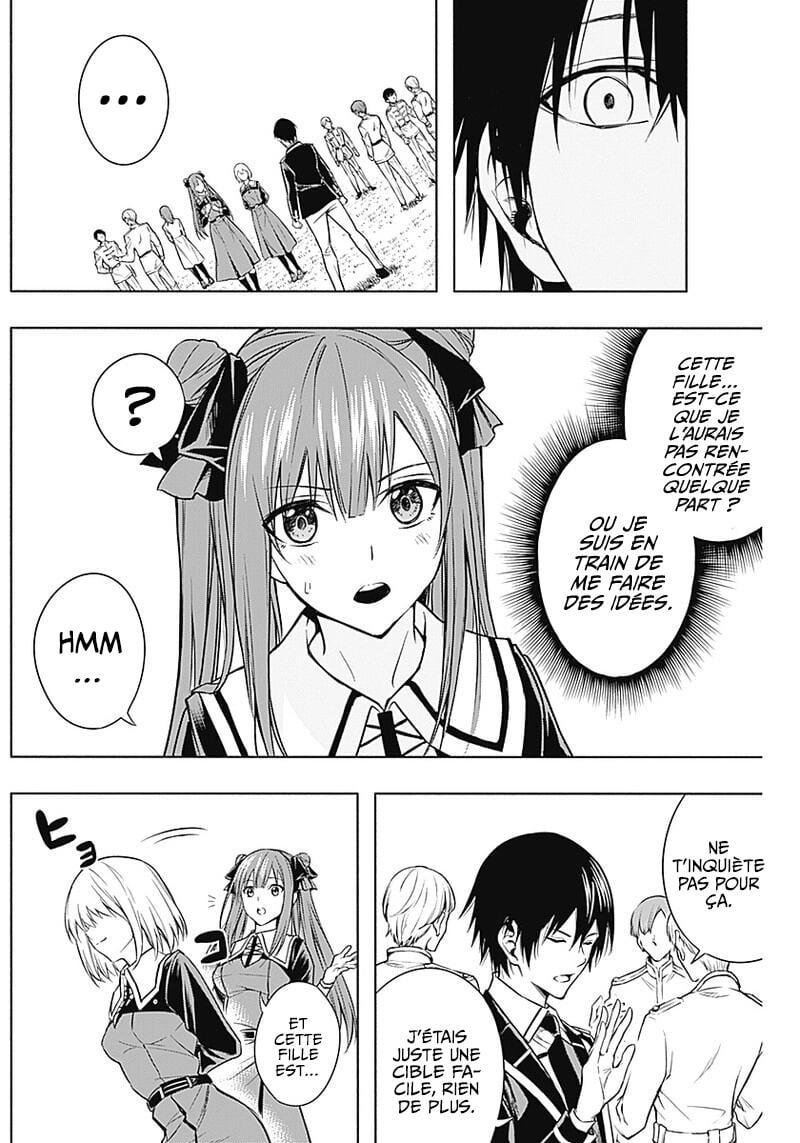 ...
CETTE
FILLE...
EST-CE
QUE JE
L'AURAIS
PAS REN-
CONTRÉE
QUELQUE
PART ?
OU JE
SUIS EN
TRAIN DE
ME FAIRE
DES IDÉES.
?
HMM
...
NE
T'INQUIÈTE
PAS POUR
ÇA.
J'ÉTAIS
JUSTE UNE
CIBLE FA-
CILE, RIEN
DE PLUS.
ヒョコ
ET
CETTE
FILLE
EST...